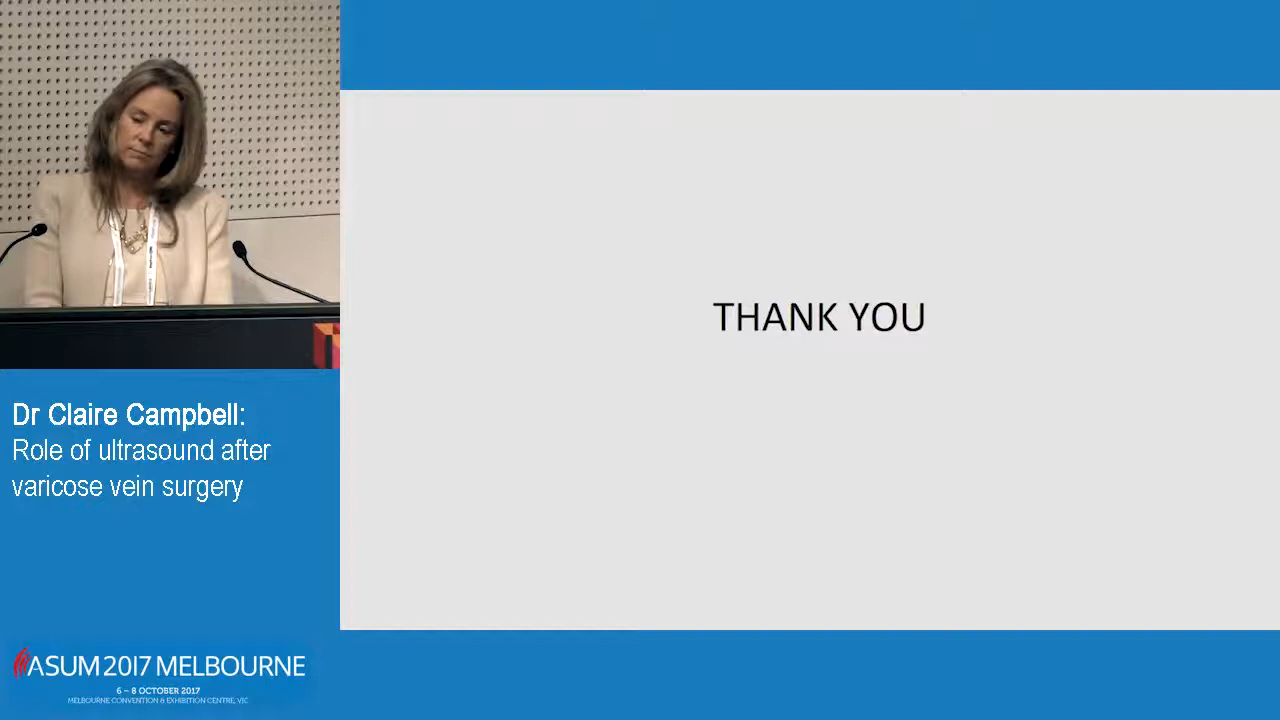 THANK YOU
Dr Claire Campbell:
Role of ultrasound after
varicose vein surgery
ASUM 2017 MELBOURNE
6 – 8 OCTOBER 2017
MELBOURNE CONVENTION & EXHIBITION CENTRE, VIC